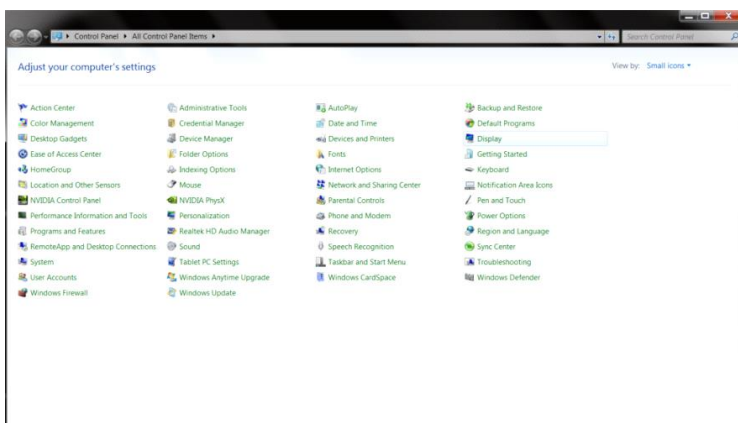 Control Panel ▸ All Control Panel Items ▸
Search Control Panel
Adjust your computer's settings
View by: Small icons ▾
Action Center Administrative Tools AutoPlay Backup and Restore
Color Management Credential Manager Date and Time Default Programs
Desktop Gadgets Device Manager Devices and Printers Display
Ease of Access Center Folder Options Fonts Getting Started
HomeGroup Indexing Options Internet Options Keyboard
Location and Other Sensors Mouse Network and Sharing Center Notification Area Icons
NVIDIA Control Panel NVIDIA PhysX Parental Controls Pen and Touch
Performance Information and Tools Personalization Phone and Modem Power Options
Programs and Features Realtek HD Audio Manager Recovery Region and Language
RemoteApp and Desktop Connections Sound Speech Recognition Sync Center
System Tablet PC Settings Taskbar and Start Menu Troubleshooting
User Accounts Windows Anytime Upgrade Windows CardSpace Windows Defender
Windows Firewall Windows Update